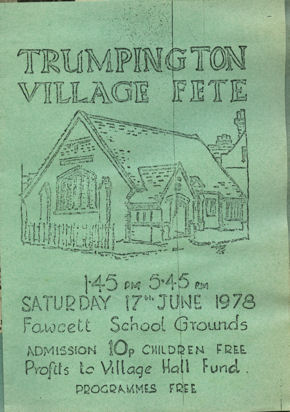 TRUMPINGTON
VILLAGE FETE
1·45 PM 5·45 PM
SATURDAY 17TH JUNE 1978
Fawcett School Grounds
ADMISSION 10p CHILDREN FREE
Profits to Village Hall Fund.
PROGRAMMES FREE